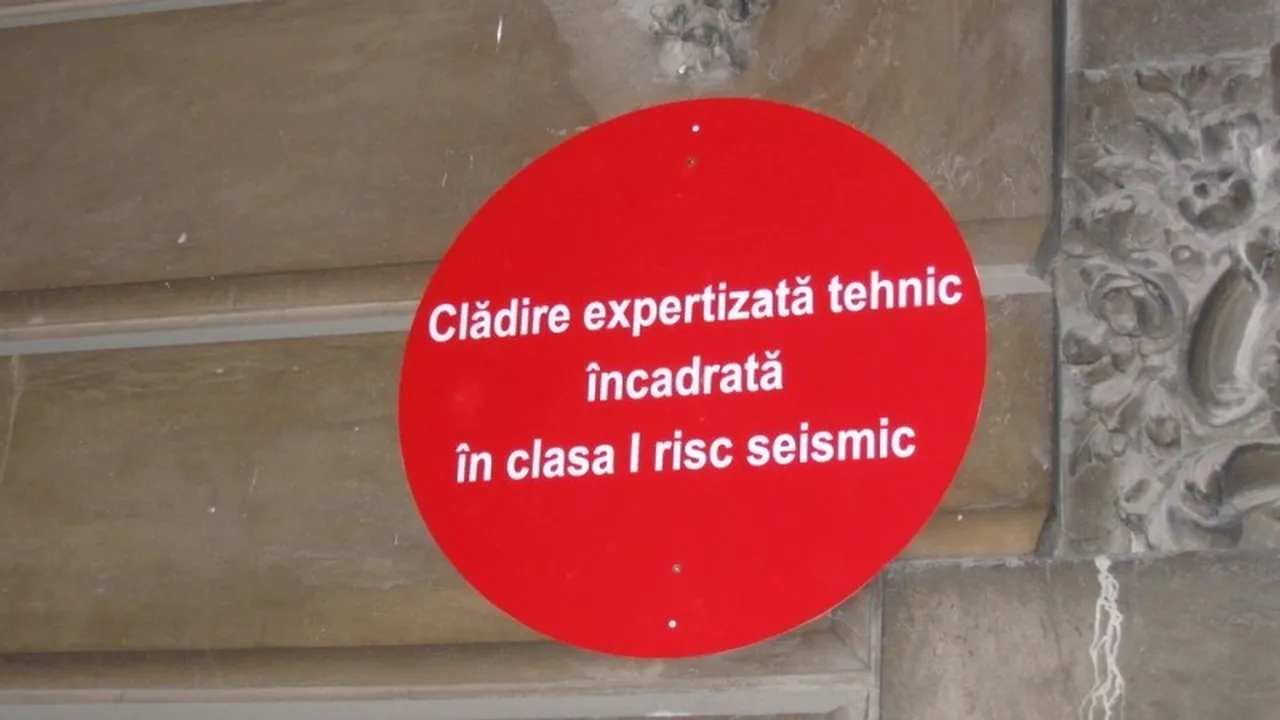 Clădire expertizată tehnic
încadrată
în clasa I risc seismic